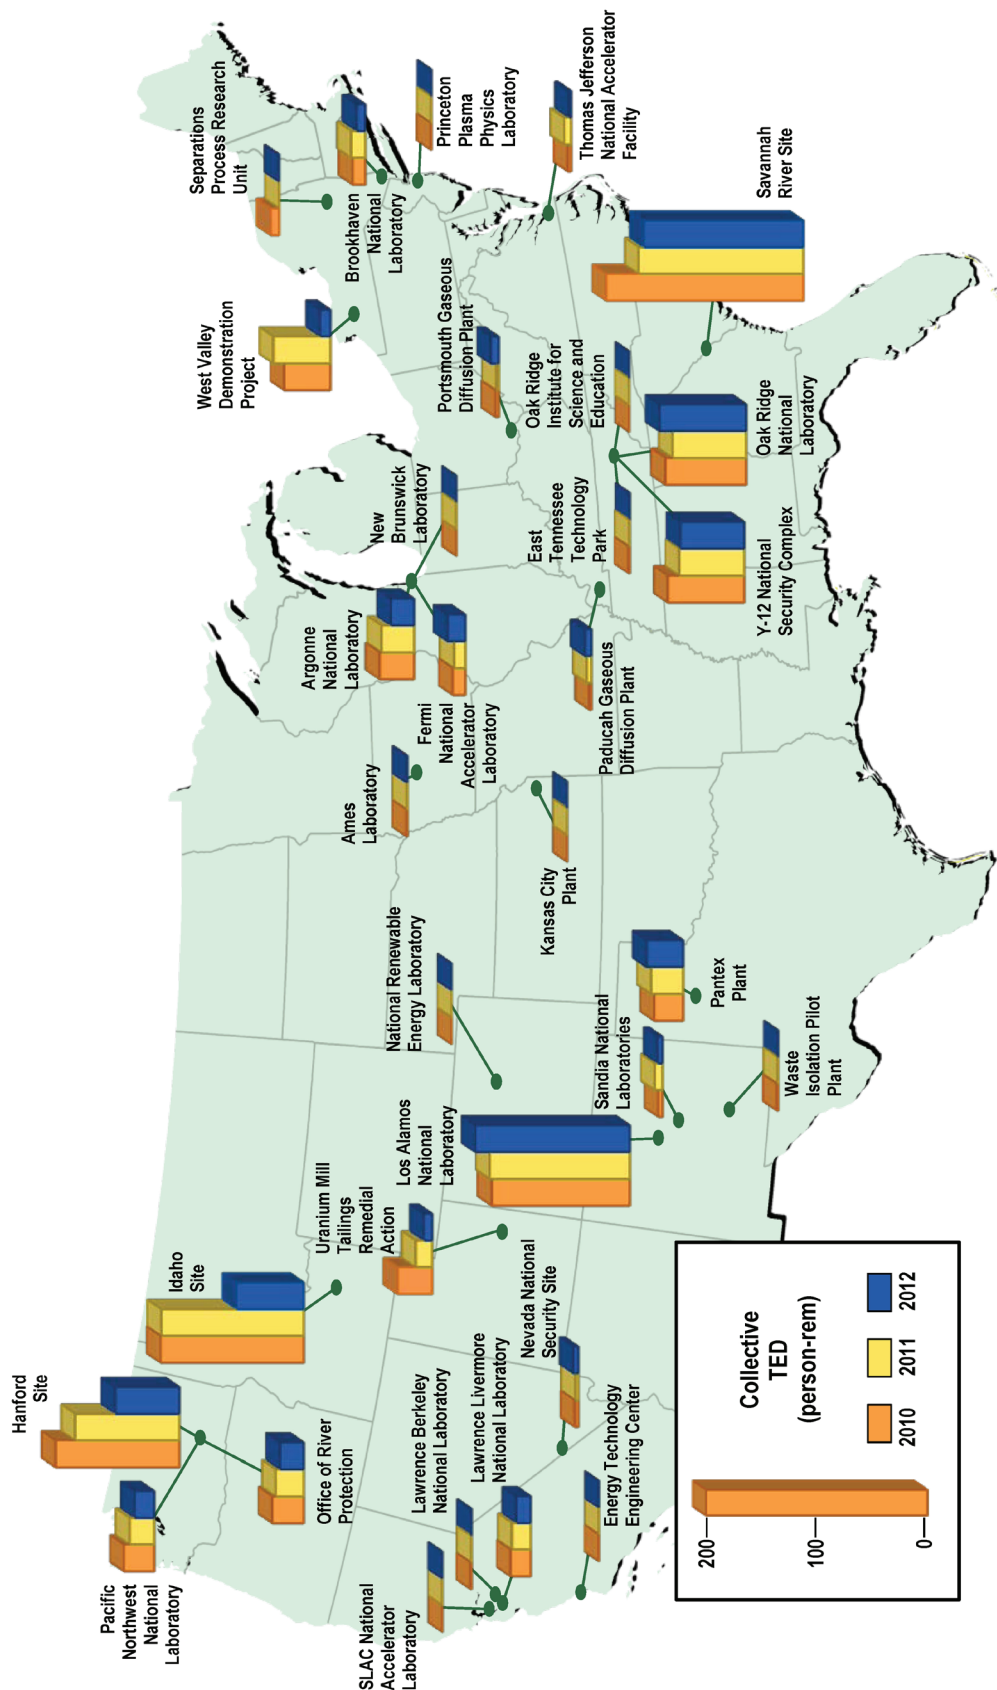 Hanford
Site
Pacific
Northwest
National
Laboratory
Office of River
Protection
Idaho
Site
Uranium Mill
Tailings
Remedial
Action
SLAC National
Accelerator
Laboratory
Lawrence Berkeley
National Laboratory
Lawrence Livermore
National Laboratory
Nevada National
Security Site
Energy Technology
Engineering Center
Los Alamos
National
Laboratory
National Renewable
Energy Laboratory
Sandia National
Laboratories
Pantex
Plant
Waste
Isolation Pilot
Plant
Ames
Laboratory
Kansas City
Plant
Argonne
National
Laboratory
Fermi
National
Accelerator
Laboratory
New
Brunswick
Laboratory
Paducah Gaseous
Diffusion Plant
East
Tennessee
Technology
Park
Y-12 National
Security Complex
Oak Ridge
National
Laboratory
Oak Ridge
Institute for
Science and
Education
Portsmouth Gaseous
Diffusion Plant
West Valley
Demonstration
Project
Separations
Process Research
Unit
Brookhaven
National
Laboratory
Princeton
Plasma
Physics
Laboratory
Thomas Jefferson
National Accelerator
Facility
Savannah
River Site
Collective
TED
(person-rem)
200
100
0
2010
2011
2012